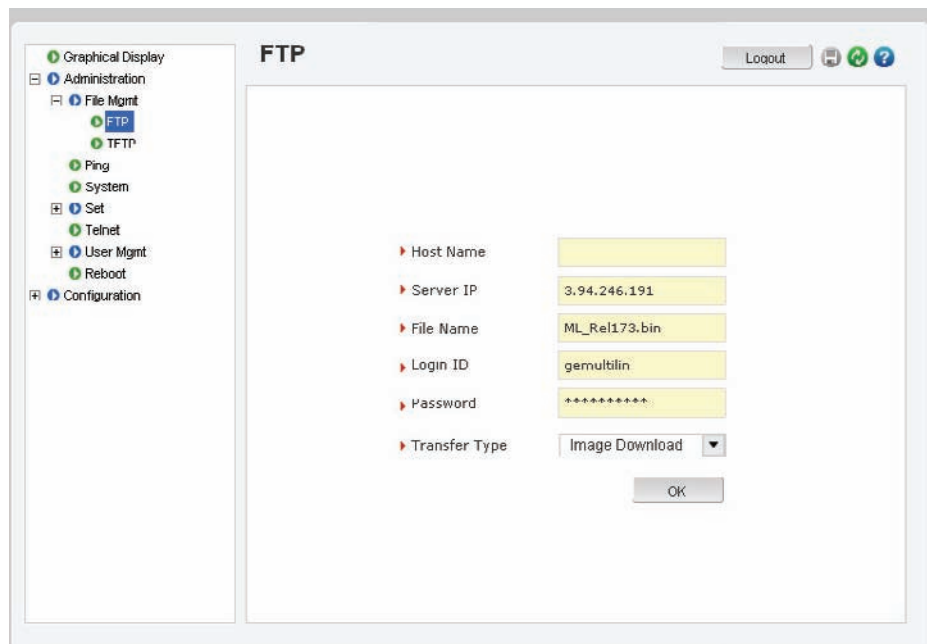 FTP
Logout
Graphical Display
Administration
File Mgmt
FTP
TFTP
Ping
System
Set
Telnet
User Mgmt
Reboot
Configuration
Host Name
Server IP 3.94.246.191
File Name ML_Rel173.bin
Login ID gemultilin
Password **********
Transfer Type Image Download
OK